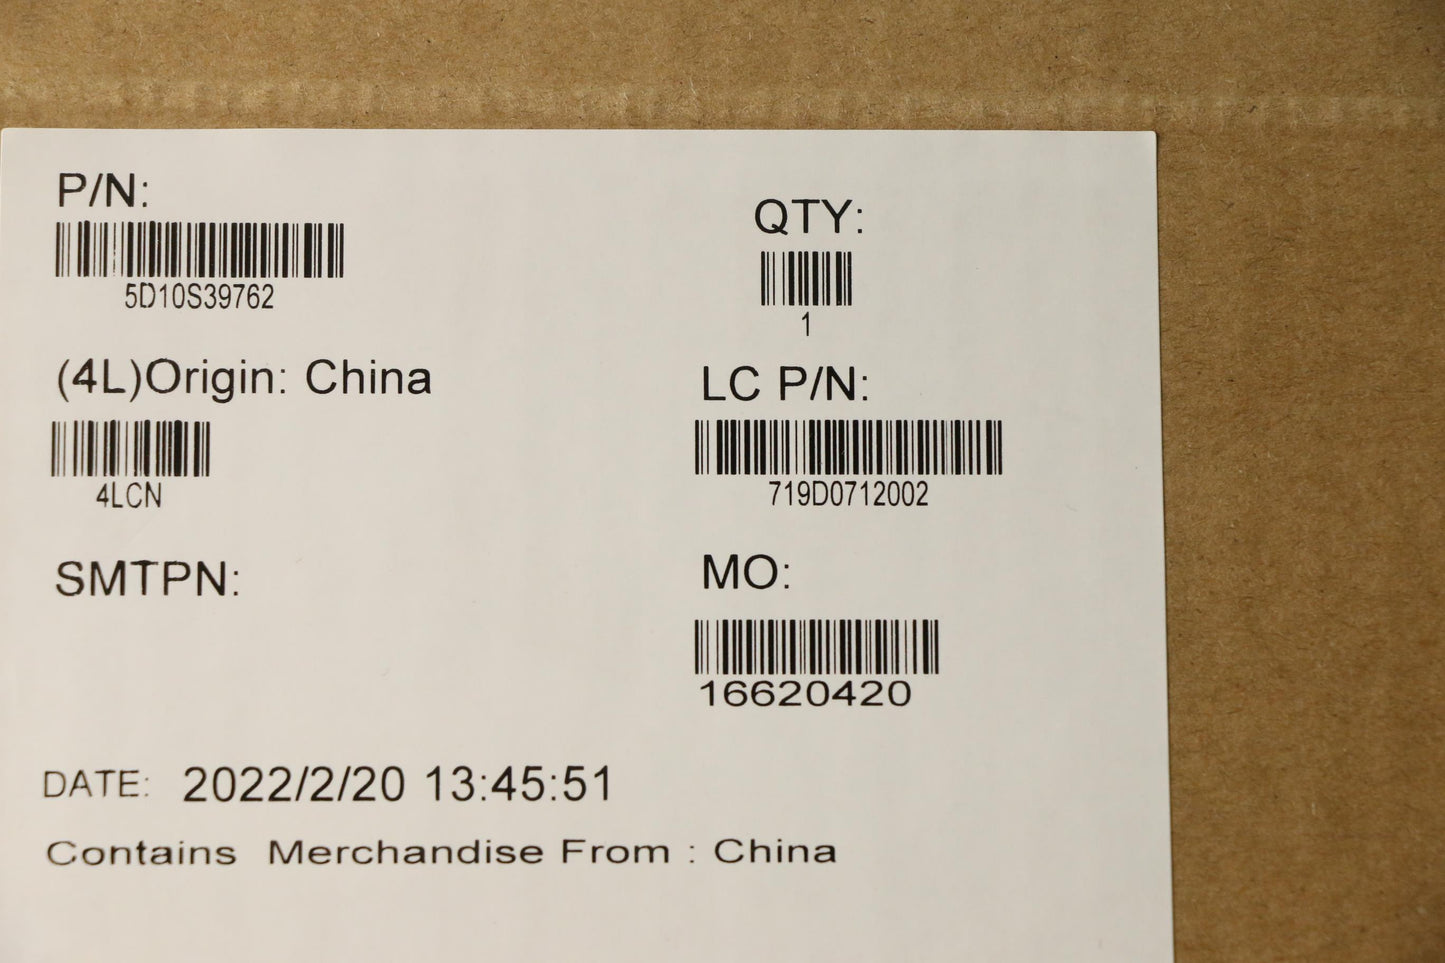 P/N:
5D10S39762
QTY:
1
(4L)Origin: China
4LCN
LC P/N:
719D0712002
SMTPN:
MO:
16620420
DATE: 2022/2/20 13:45:51
Contains Merchandise From : China